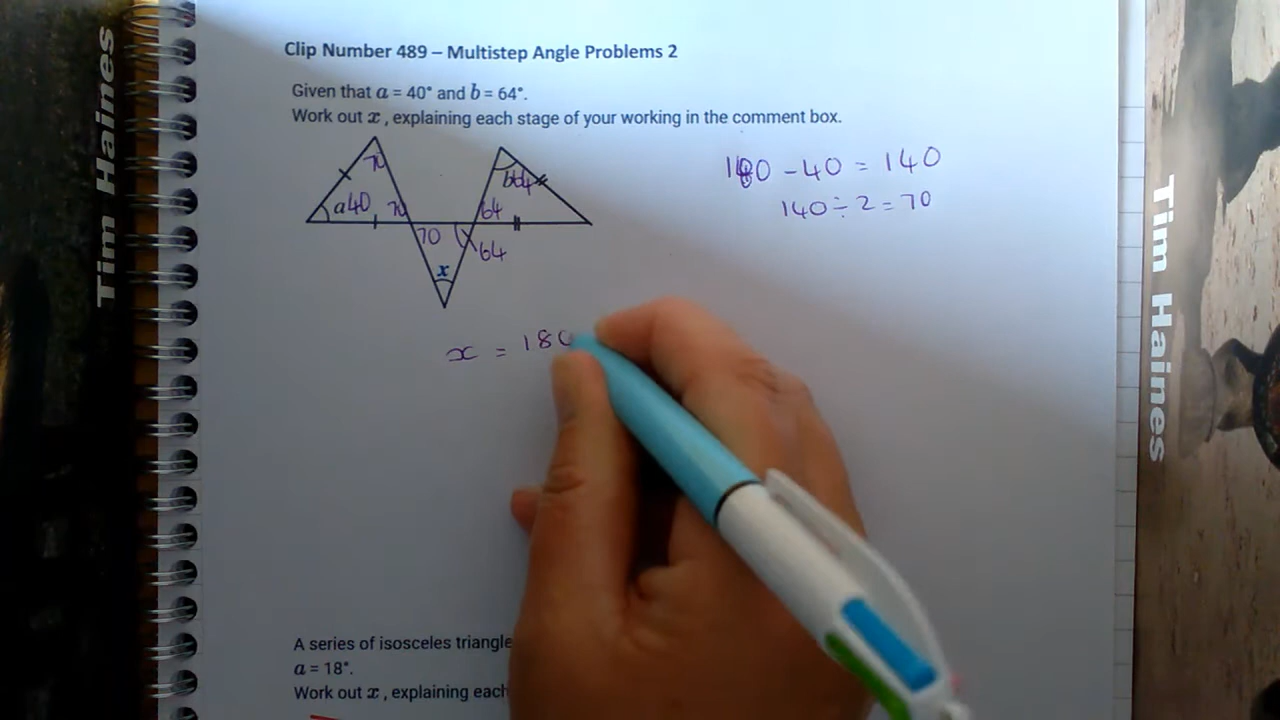 Clip Number 489 – Multistep Angle Problems 2
Given that a = 40° and b = 64°.
Work out x , explaining each stage of your working in the comment box.
180 - 40 = 140
140 ÷ 2 = 70
70
a 40
70
b 64
64
70
64
x
x = 180
A series of isosceles triangle
a = 18°.
Work out x , explaining each
Tim Haines
Tim Haines